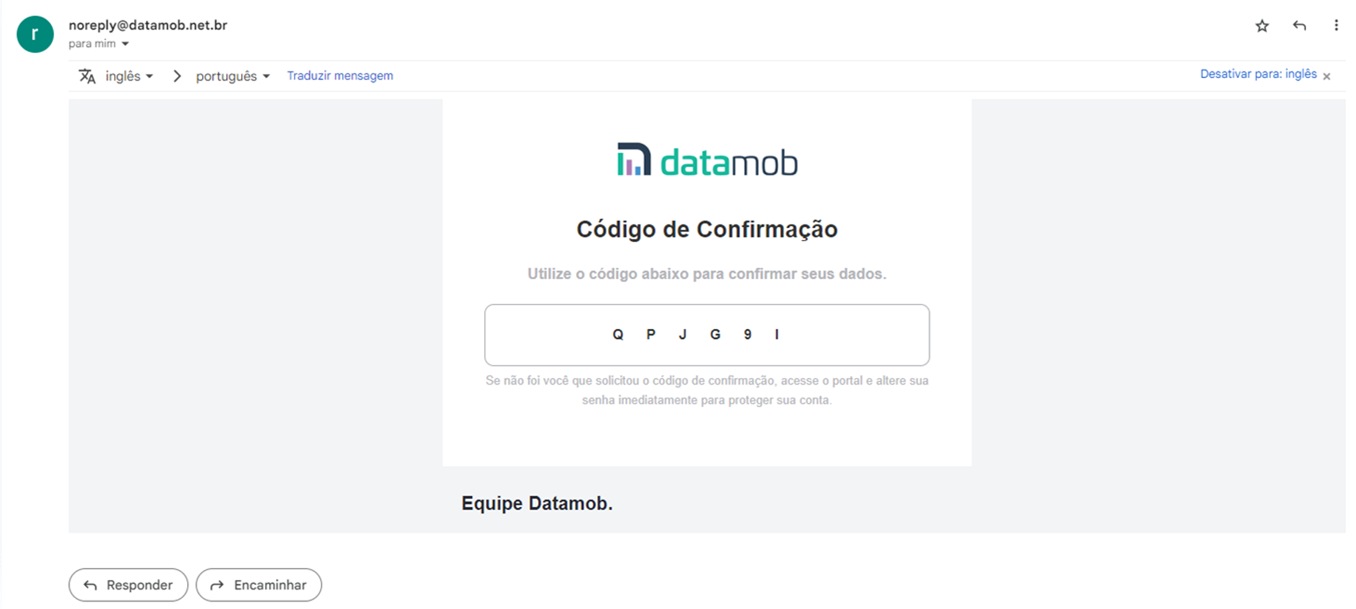 r
noreply@datamob.net.br
para mim
inglês
português
Traduzir mensagem
Desativar para: inglês
datamob
Código de Confirmação
Utilize o código abaixo para confirmar seus dados.
Q P J G 9 I
Se não foi você que solicitou o código de confirmação, acesse o portal e altere sua
senha imediatamente para proteger sua conta.
Equipe Datamob.
Responder
Encaminhar